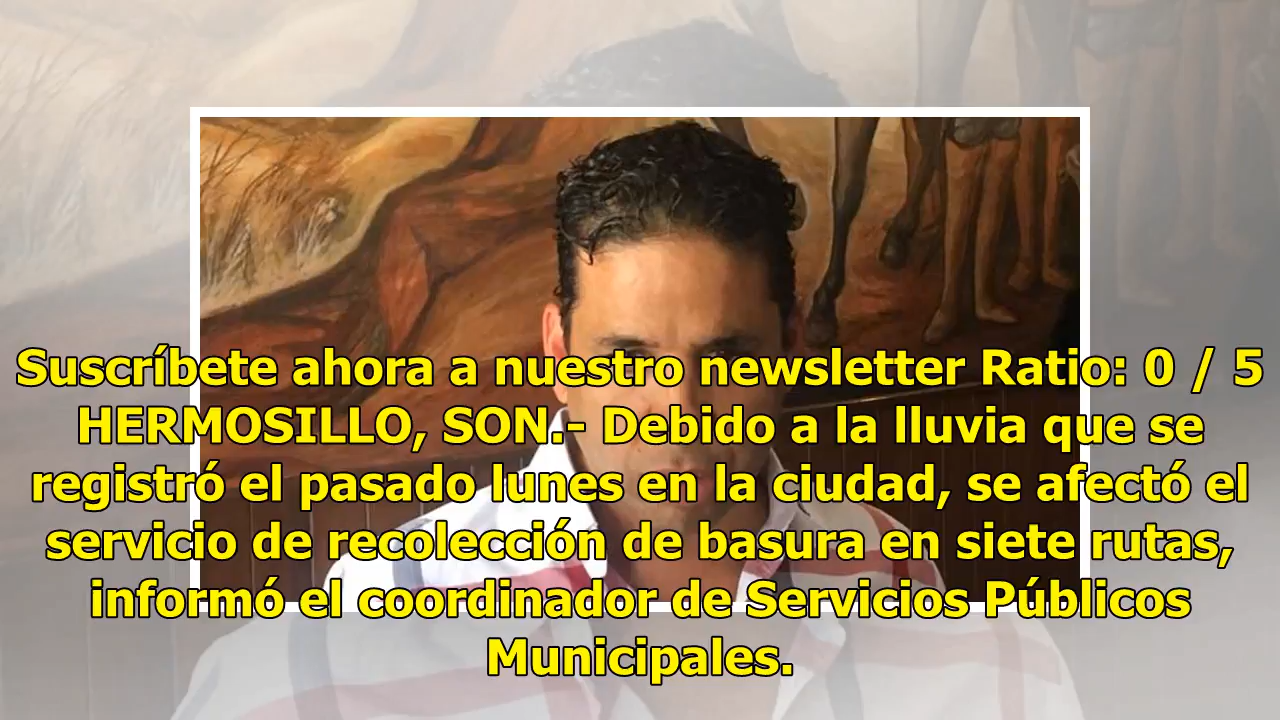 Suscríbete ahora a nuestro newsletter Ratio: 0 / 5
HERMOSILLO, SON.- Debido a la lluvia que se
registró el pasado lunes en la ciudad, se afectó el
servicio de recolección de basura en siete rutas,
informó el coordinador de Servicios Públicos
Municipales.